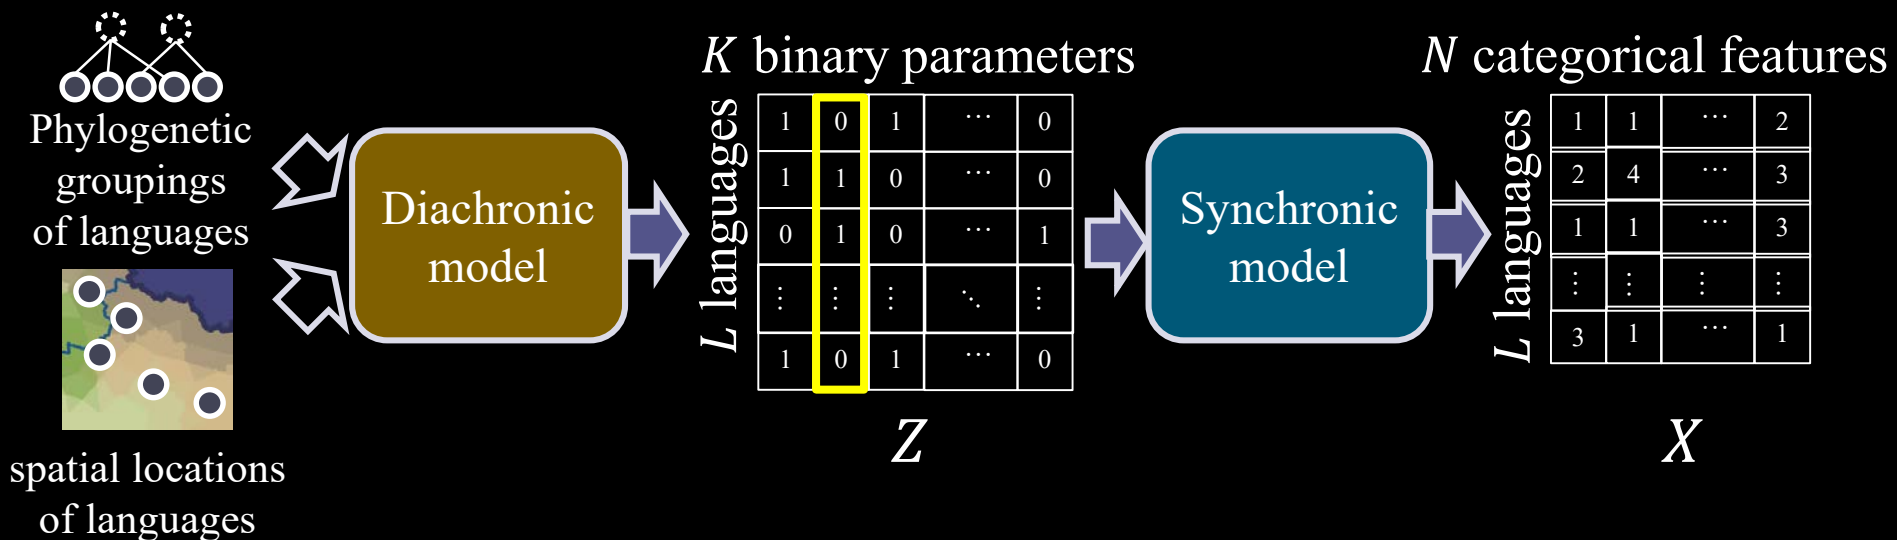 Phylogenetic
groupings
of languages
spatial locations
of languages
Diachronic
model
K binary parameters
L languages
1 0 1 ⋯ 0
1 1 0 ⋯ 0
0 1 0 ⋯ 1
⋮ ⋮ ⋮ ⋱ ⋮
1 0 1 ⋯ 0
Z
Synchronic
model
N categorical features
L languages
1 1 ⋯ 2
2 4 ⋯ 3
1 1 ⋯ 3
⋮ ⋮ ⋮ ⋮
3 1 ⋯ 1
X